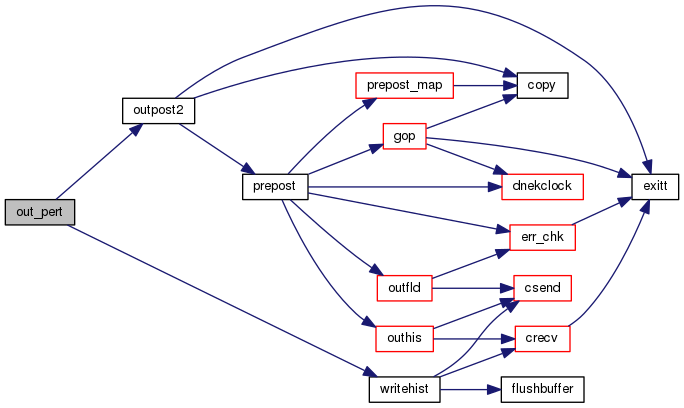 outpost2
prepost_map
copy
gop
prepost
dnekclock
exitt
out_pert
err_chk
outfld
csend
outhis
crecv
writehist
flushbuffer